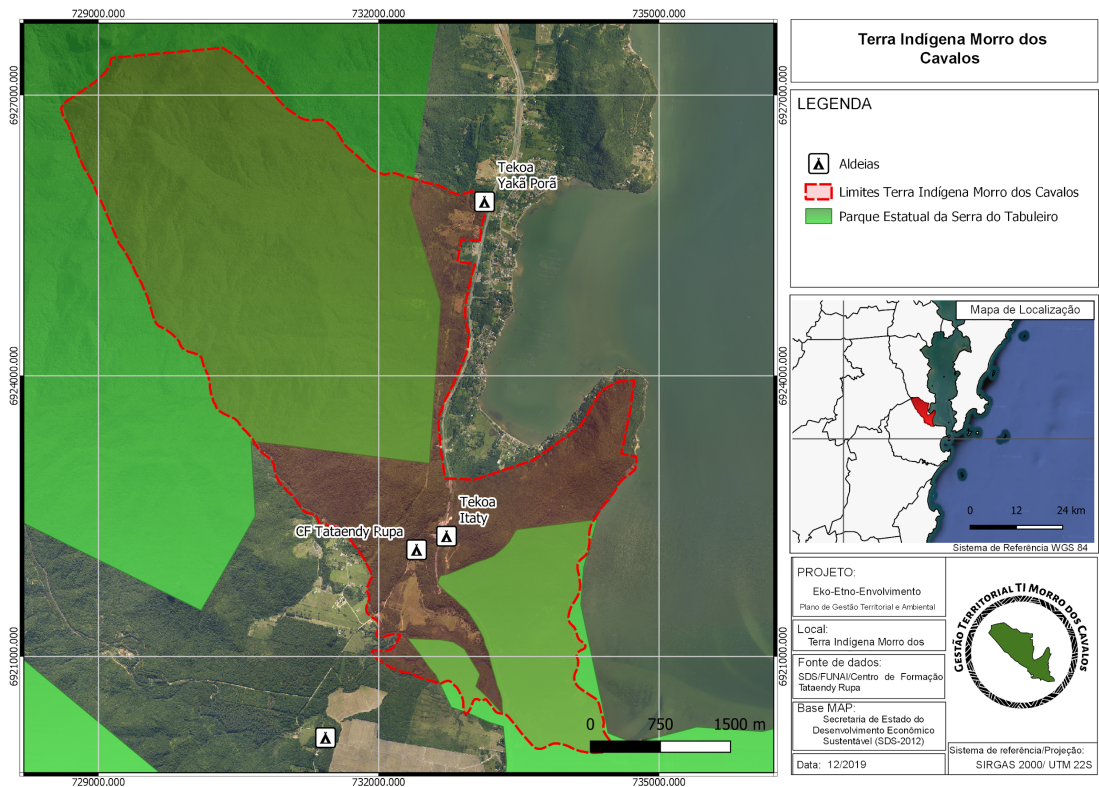 729000.000
732000.000
735000.000
6927000.000
6924000.000
6921000.000
6927000.000
6924000.000
6921000.000
Tekoa
Yakã Porã
Tekoa
Itaty
CF Tataendy Rupa
0 750 1500 m
729000.000
732000.000
735000.000
Terra Indígena Morro dos
Cavalos
LEGENDA
Aldeias
Limites Terra Indígena Morro dos Cavalos
Parque Estatual da Serra do Tabuleiro
Mapa de Localização
0 12 24 km
Sistema de Referência WGS 84
PROJETO:
Eko-Etno-Envolvimento
Plano de Gestão Territorial e Ambiental
Local:
Terra Indígena Morro dos
Fonte de dados:
SDS/FUNAI/Centro de Formação
Tataendy Rupa
Base MAP:
Secretaria de Estado do
Desenvolvimento Econômico
Sustentável (SDS-2012)
Data: 12/2019
GESTÃO TERRITORIAL TI MORRO DOS CAVALOS
Sistema de referência/Projeção:
SIRGAS 2000/ UTM 22S